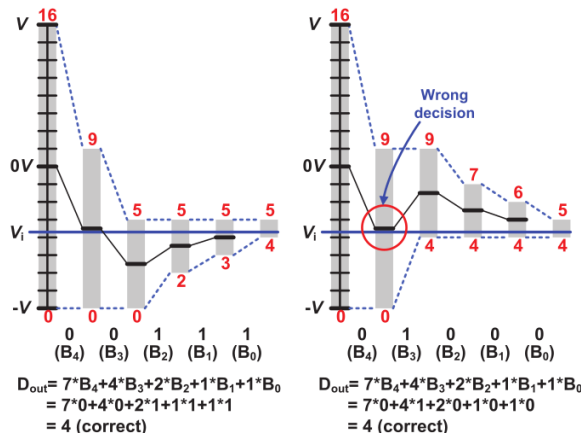 V
16
0V
Vi
-V
0
9
0
5
0
5
2
5
3
5
4
0 0 1 1 1
(B4) (B3) (B2) (B1) (B0)
Dout= 7*B4+4*B3+2*B2+1*B1+1*B0
= 7*0+4*0+2*1+1*1+1*1
= 4 (correct)
V
16
Wrong
decision
0V
Vi
-V
0
9
0
9
4
7
4
6
4
5
4
0 1 0 0 0
(B4) (B3) (B2) (B1) (B0)
Dout= 7*B4+4*B3+2*B2+1*B1+1*B0
= 7*0+4*1+2*0+1*0+1*0
= 4 (correct)